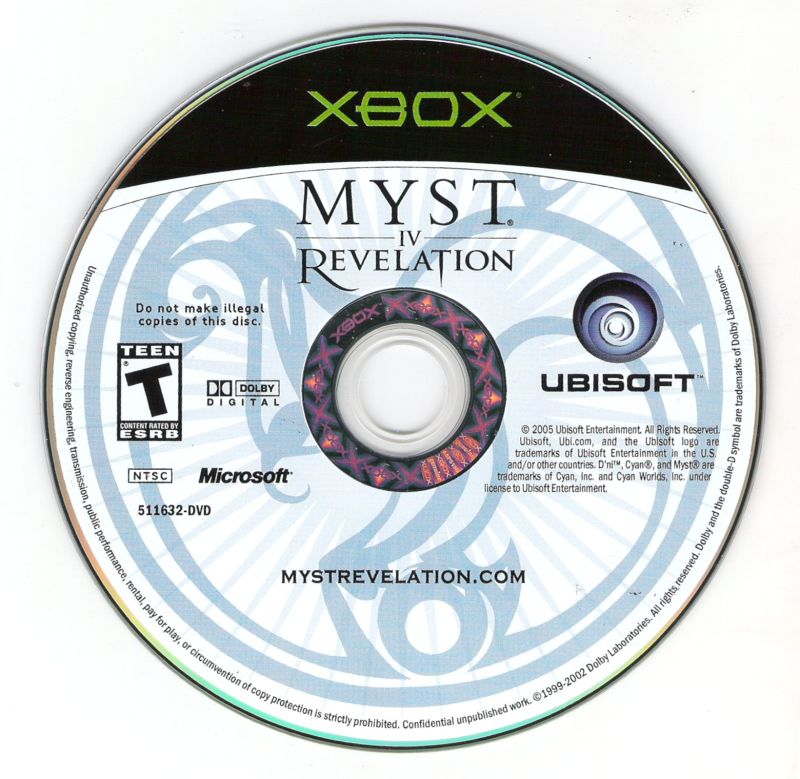 XBOX®
MYST®
IV
REVELATION
Do not make illegal
copies of this disc.
TEEN
T
®
CONTENT RATED BY
ESRB
DOLBY
DIGITAL
NTSC
Microsoft®
511632-DVD
XBOX
UBISOFT™
© 2005 Ubisoft Entertainment. All Rights Reserved.
Ubisoft, Ubi.com, and the Ubisoft logo are
trademarks of Ubisoft Entertainment in the U.S.
and/or other countries. D'ni™, Cyan®, and Myst® are
trademarks of Cyan, Inc. and Cyan Worlds, Inc. under
license to Ubisoft Entertainment.
MYSTREVELATION.COM
Unauthorized copying, reverse engineering, transmission, public performance, rental, pay for play, or circumvention of copy protection is strictly prohibited. Confidential unpublished work. ©1999-2002 Dolby Laboratories. All rights reserved. Dolby and the double-D symbol are trademarks of Dolby Laboratories.